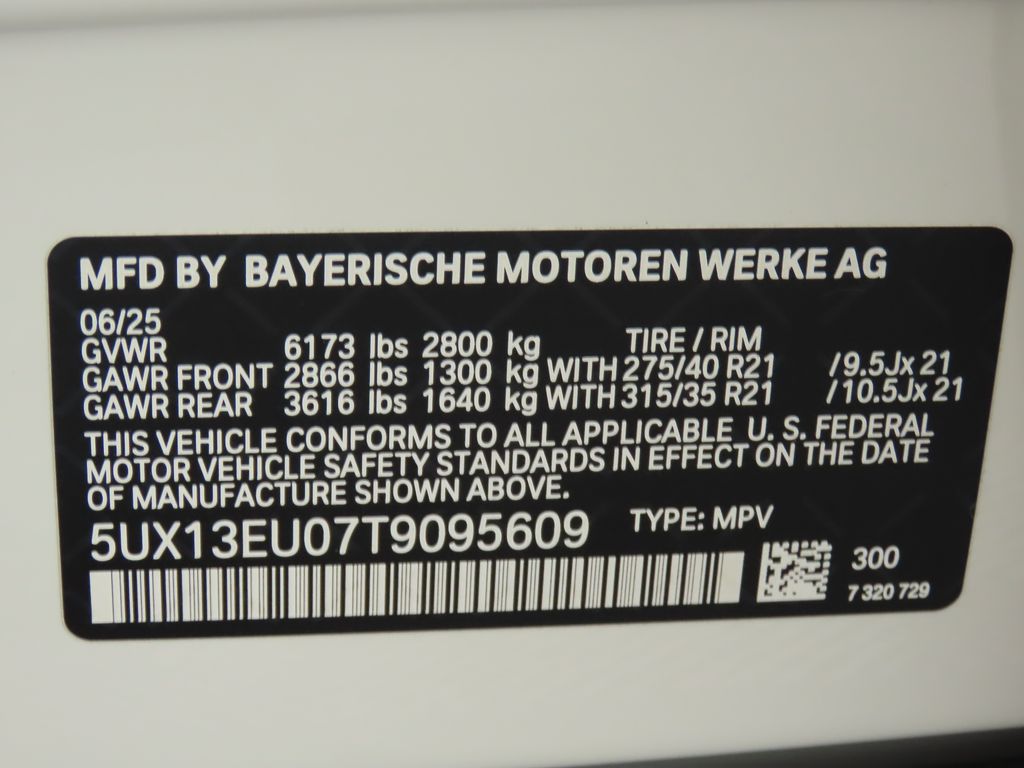 MFD BY BAYERISCHE MOTOREN WERKE AG
06/25
GVWR 6173 lbs 2800 kg TIRE / RIM
GAWR FRONT 2866 lbs 1300 kg WITH 275/40 R21 /9.5Jx 21
GAWR REAR 3616 lbs 1640 kg WITH 315/35 R21 /10.5Jx 21
THIS VEHICLE CONFORMS TO ALL APPLICABLE U. S. FEDERAL
MOTOR VEHICLE SAFETY STANDARDS IN EFFECT ON THE DATE
OF MANUFACTURE SHOWN ABOVE.
5UX13EU07T9095609 TYPE: MPV
300
7 320 729